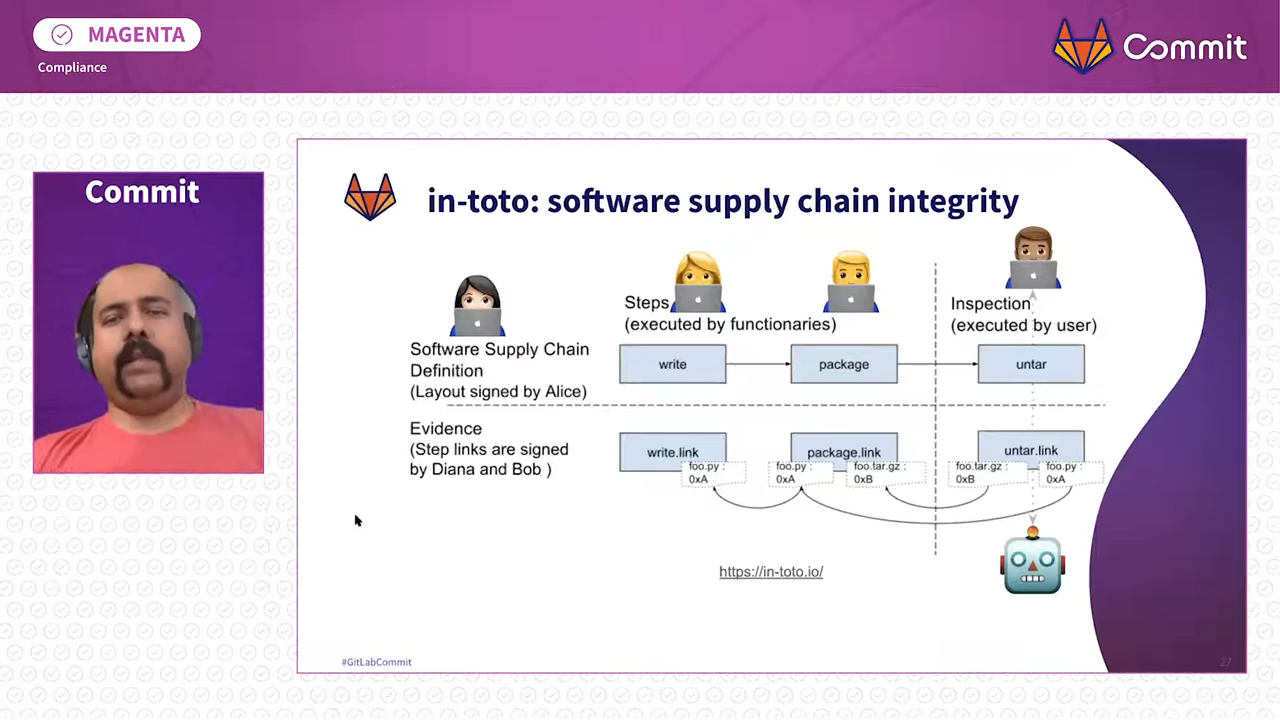 MAGENTA
Compliance
Commit
Commit
in-toto: software supply chain integrity
Steps
(executed by functionaries)
Inspection
(executed by user)
Software Supply Chain
Definition
(Layout signed by Alice)
write
package
untar
Evidence
(Step links are signed
by Diana and Bob )
write.link
package.link
untar.link
foo.py :
0xA
foo.py :
0xA
foo.tar.gz :
0xB
foo.tar.gz :
0xB
foo.py :
0xA
https://in-toto.io/
#GitLabCommit
27